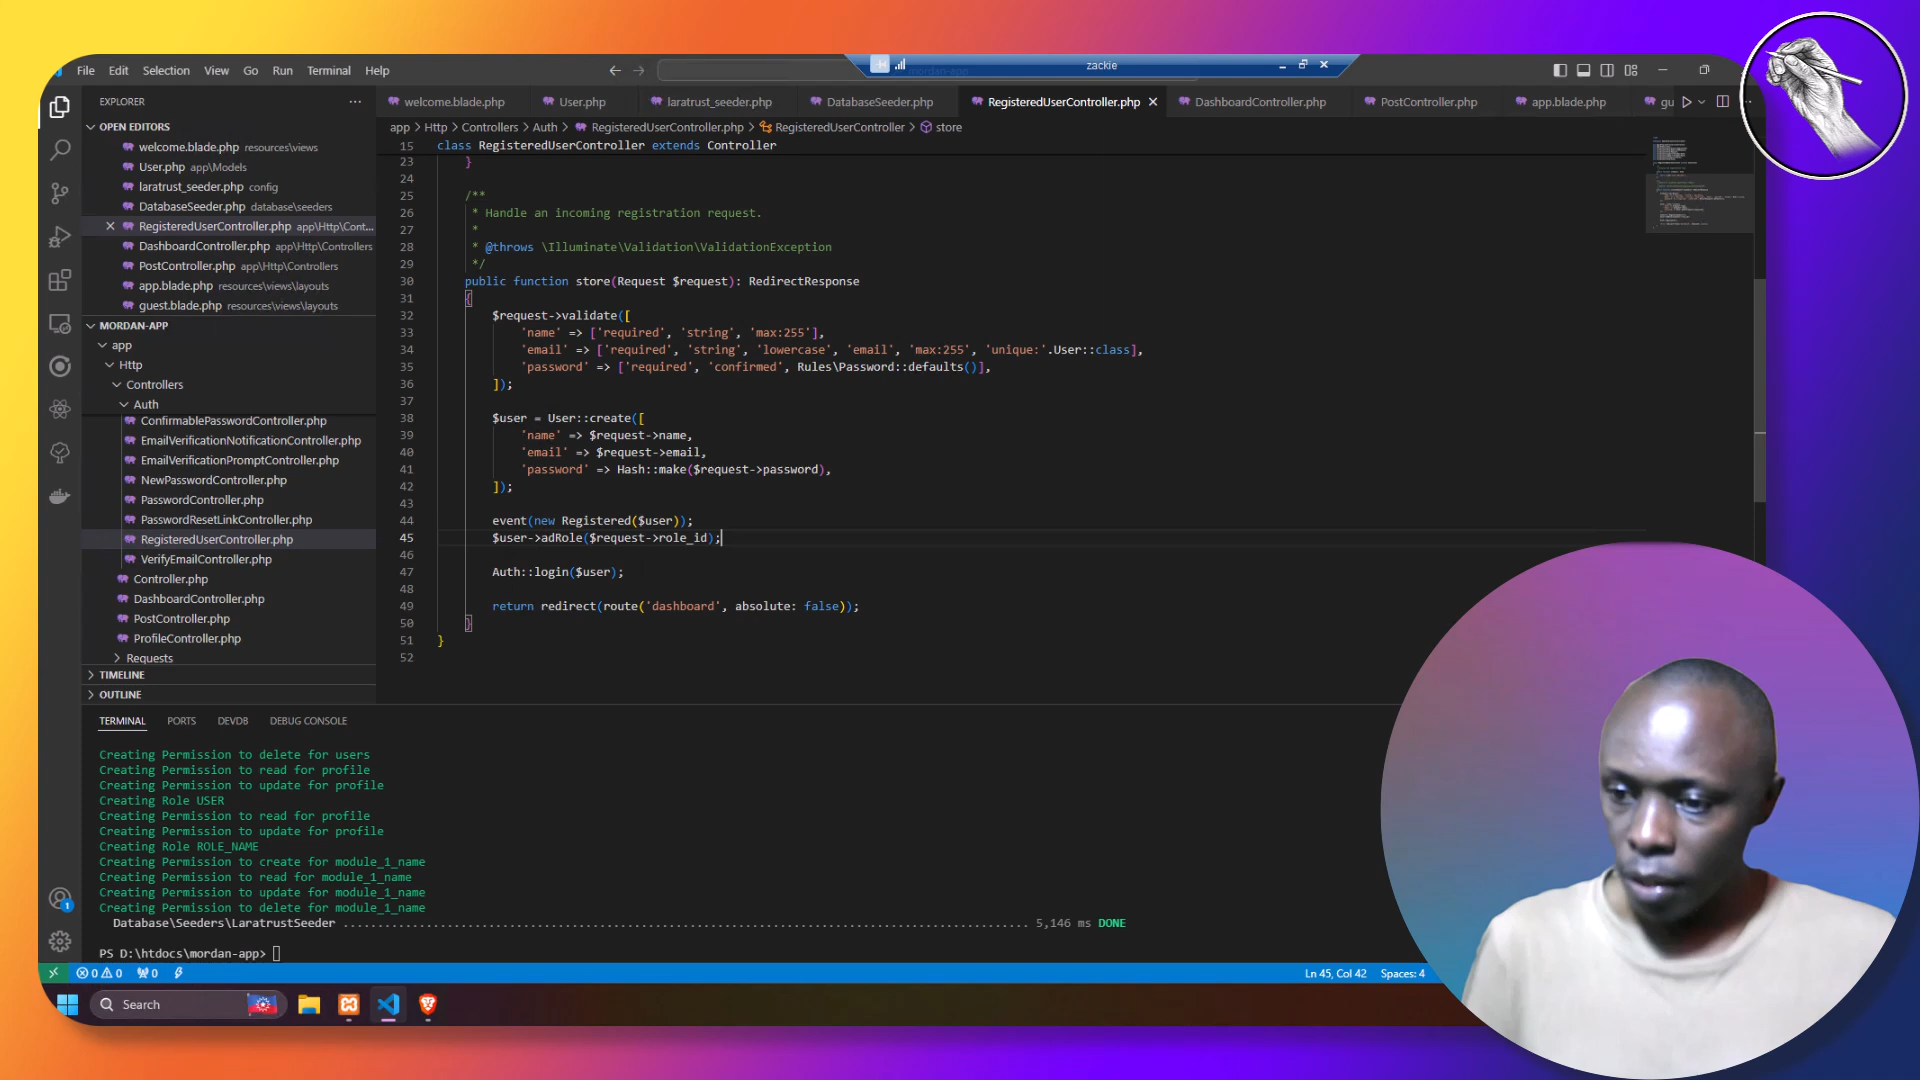 File Edit Selection View Go Run Terminal Help
mordan-app
zackie
EXPLORER
welcome.blade.php User.php laratrust_seeder.php DatabaseSeeder.php RegisteredUserController.php DashboardController.php PostController.php app.blade.php gu
OPEN EDITORS
app > Http > Controllers > Auth > RegisteredUserController.php > RegisteredUserController > store
welcome.blade.php resources\views
User.php app\Models
laratrust_seeder.php config
DatabaseSeeder.php database\seeders
RegisteredUserController.php app\Http\Cont...
DashboardController.php app\Http\Controllers
PostController.php app\Http\Controllers
app.blade.php resources\views\layouts
guest.blade.php resources\views\layouts
MORDAN-APP
app
Http
Controllers
Auth
ConfirmablePasswordController.php
EmailVerificationNotificationController.php
EmailVerificationPromptController.php
NewPasswordController.php
PasswordController.php
PasswordResetLinkController.php
RegisteredUserController.php
VerifyEmailController.php
Controller.php
DashboardController.php
PostController.php
ProfileController.php
Requests
TIMELINE
OUTLINE
15 class RegisteredUserController extends Controller
23 }
24
25 /**
26 * Handle an incoming registration request.
27 *
28 * @throws \Illuminate\Validation\ValidationException
29 */
30 public function store(Request $request): RedirectResponse
31 {
32 $request->validate([
33 'name' => ['required', 'string', 'max:255'],
34 'email' => ['required', 'string', 'lowercase', 'email', 'max:255', 'unique:'.User::class],
35 'password' => ['required', 'confirmed', Rules\Password::defaults()],
36 ]);
37
38 $user = User::create([
39 'name' => $request->name,
40 'email' => $request->email,
41 'password' => Hash::make($request->password),
42 ]);
43
44 event(new Registered($user));
45 $user->adRole($request->role_id);
46
47 Auth::login($user);
48
49 return redirect(route('dashboard', absolute: false));
50 }
51 }
52
TERMINAL PORTS DEVDB DEBUG CONSOLE
Creating Permission to delete for users
Creating Permission to read for profile
Creating Permission to update for profile
Creating Role USER
Creating Permission to read for profile
Creating Permission to update for profile
Creating Role ROLE_NAME
Creating Permission to create for module_1_name
Creating Permission to read for module_1_name
Creating Permission to update for module_1_name
Creating Permission to delete for module_1_name
Database\Seeders\LaratrustSeeder ........ 5,146 ms DONE
PS D:\htdocs\mordan-app>
1
0 0 0 Ln 45, Col 42 Spaces: 4
Search